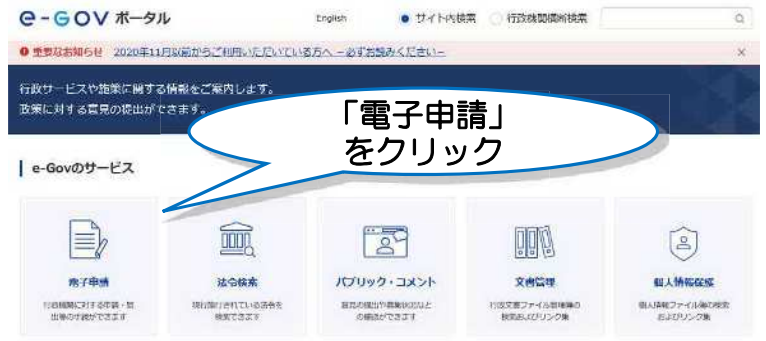 e-GOV ポータル
English
サイト内検索
行政機関横断検索
重要なお知らせ 2020年11月以前からご利用いただいている方へ －必ずお読みください－
行政サービスや施策に関する情報をご案内します。
政策に対する意見の提出ができます。
「電子申請」
をクリック
e-Govのサービス
電子申請
法令検索
パブリック・コメント
文書管理
個人情報保護
行政機関に対する申請・届
出等の手続ができます
現行施行されている法令を
検索できます
意見の提出や募集状況など
の確認ができます
行政文書ファイル管理簿の
検索およびリンク集
個人情報ファイル簿の検索
およびリンク集